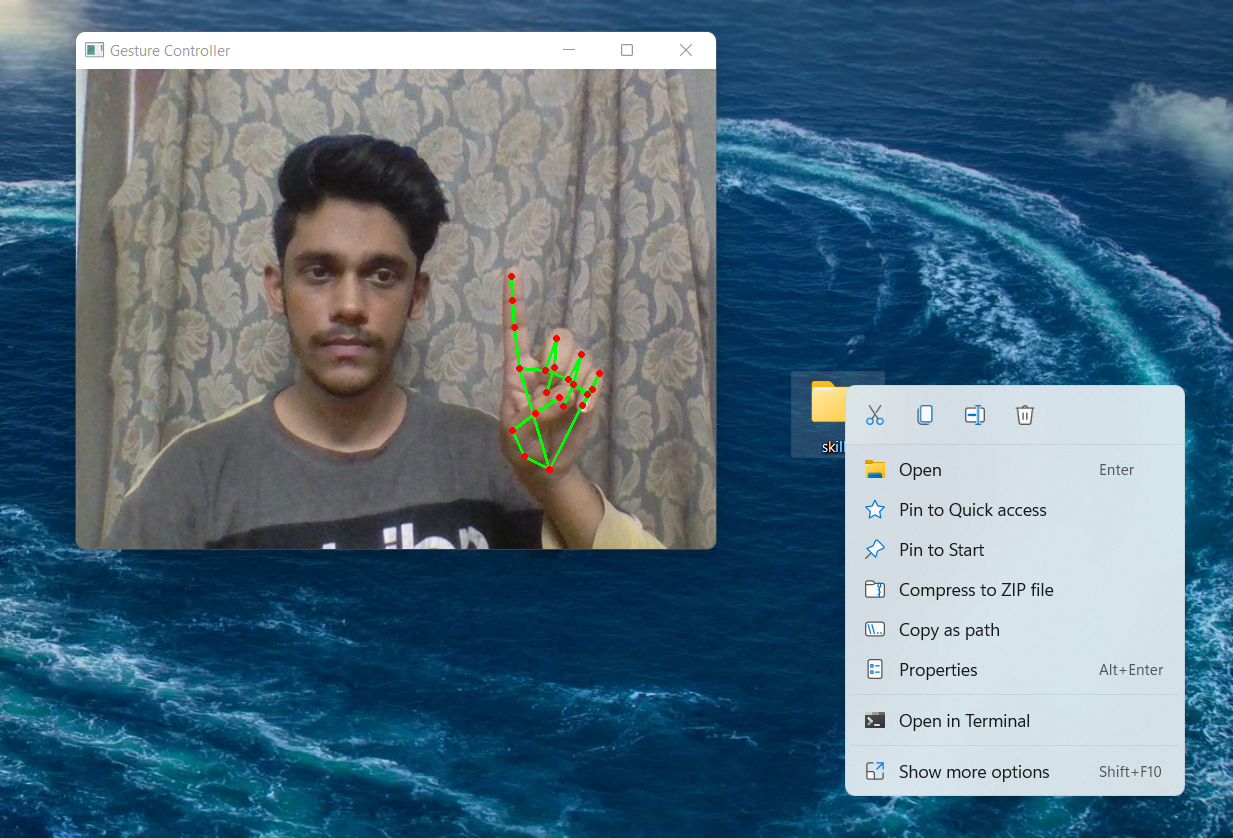 Gesture Controller
Open Enter
Pin to Quick access
Pin to Start
Compress to ZIP file
Copy as path
Properties Alt+Enter
Open in Terminal
Show more options Shift+F10